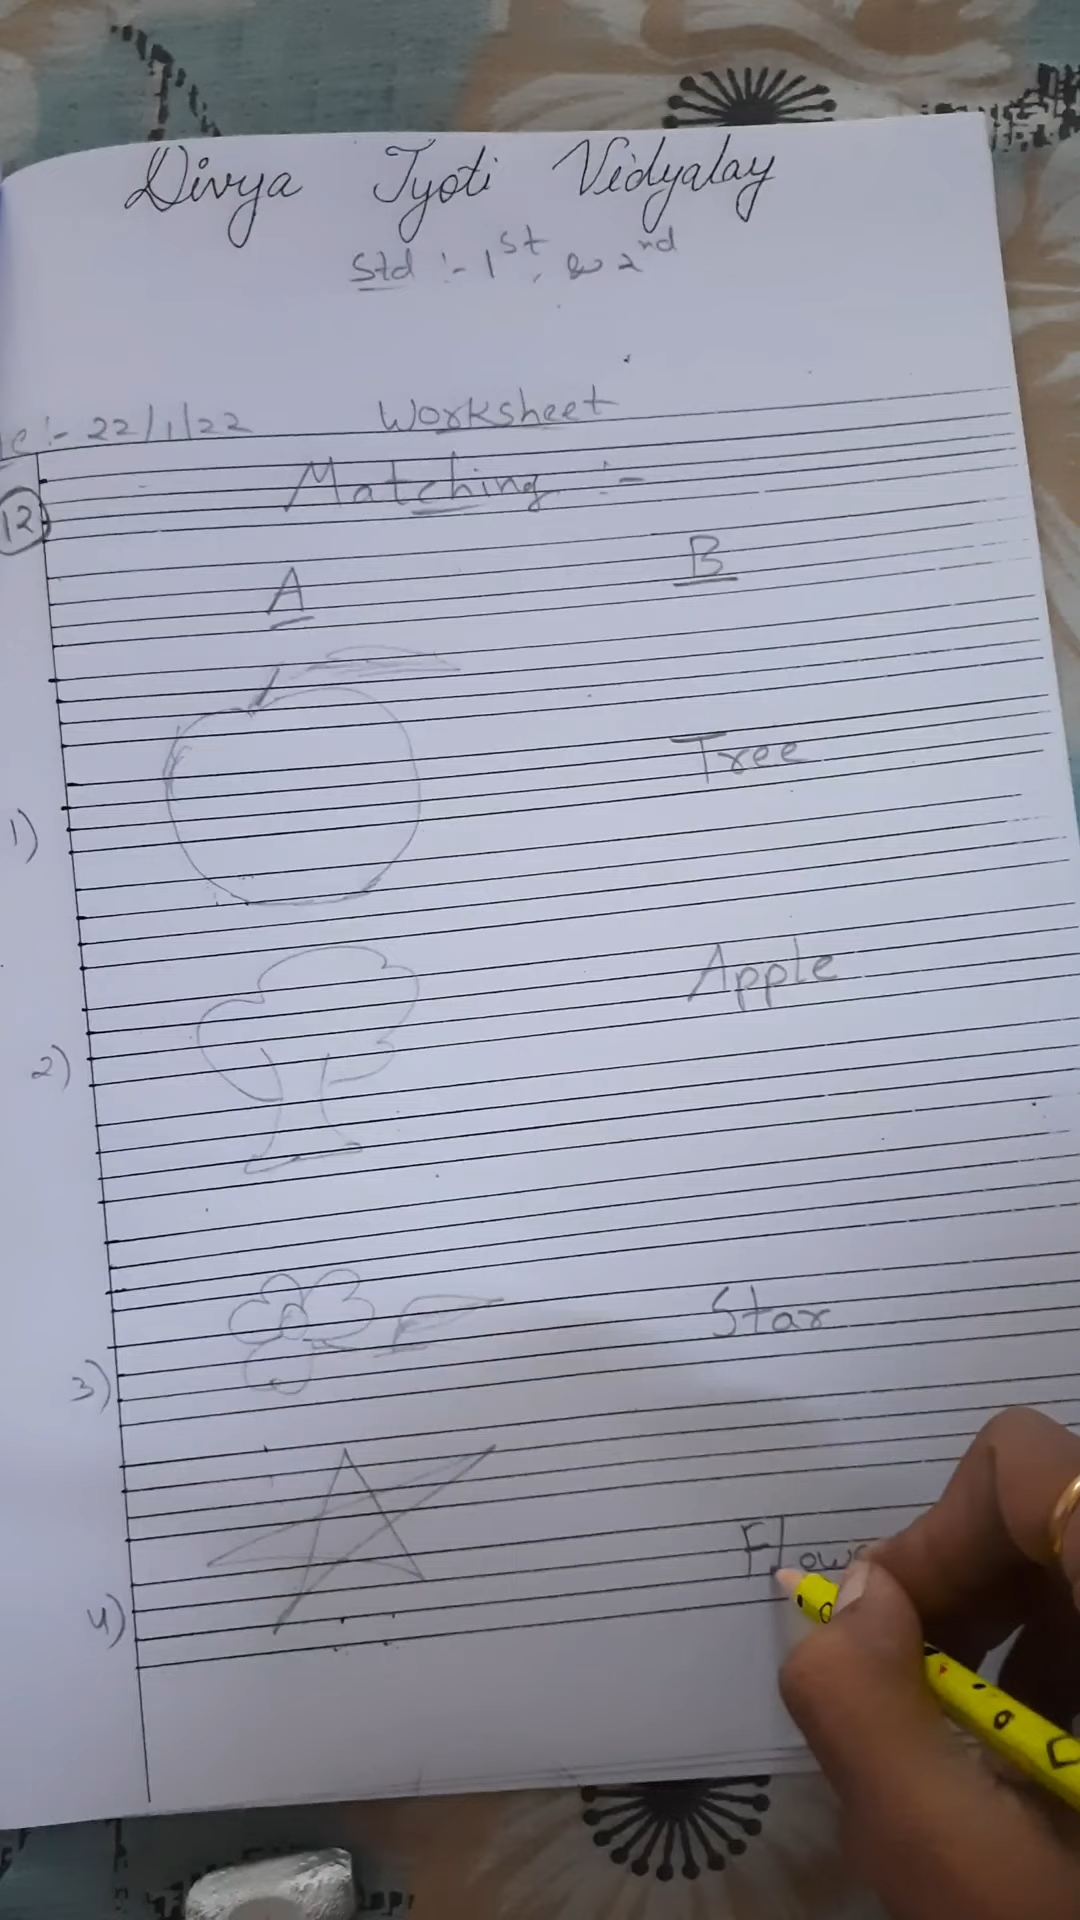 Divya Jyoti Vidyalay
Std :- 1st, & 2nd
:- 22/1/22 Worksheet
12 Matching :-
A B
1) Tree
2) Apple
3) Star
4)